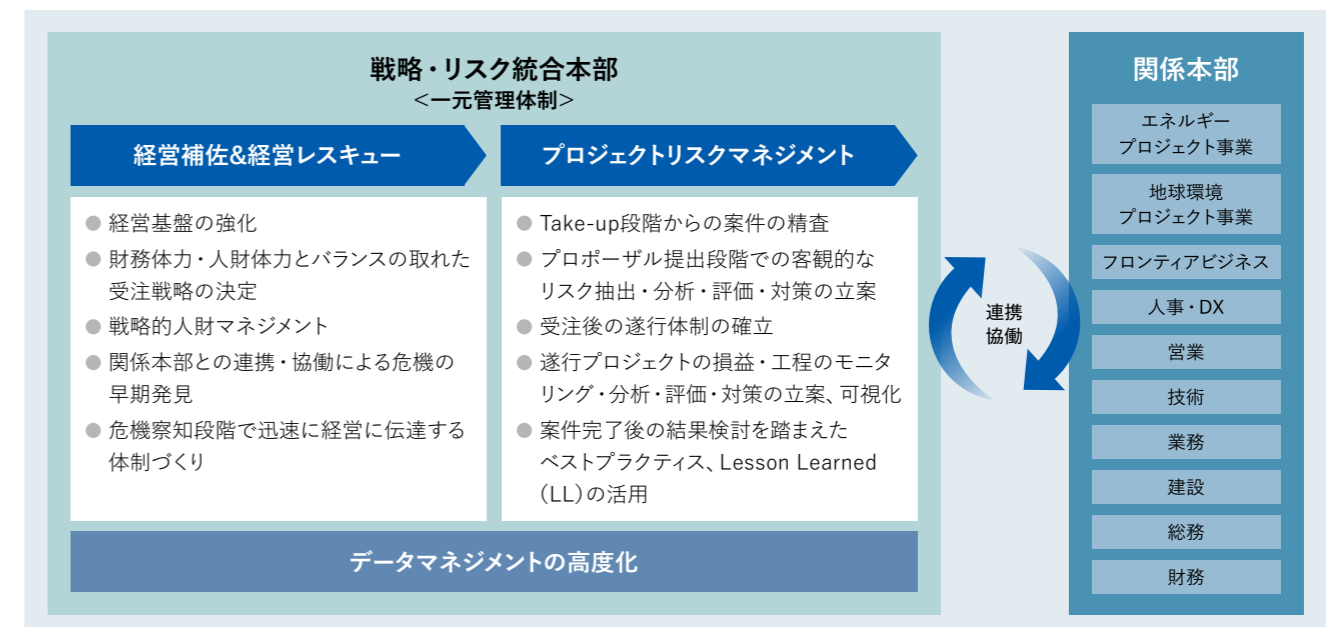 戦略・リスク統合本部
<一元管理体制>
経営補佐&経営レスキュー
● 経営基盤の強化
● 財務体力・人財体力とバランスの取れた
受注戦略の決定
● 戦略的人財マネジメント
● 関係本部との連携・協働による危機の
早期発見
● 危機察知段階で迅速に経営に伝達する
体制づくり
プロジェクトリスクマネジメント
● Take-up段階からの案件の精査
● プロポーザル提出段階での客観的な
リスク抽出・分析・評価・対策の立案
● 受注後の遂行体制の確立
● 遂行プロジェクトの損益・工程のモニタ
リング・分析・評価・対策の立案、可視化
● 案件完了後の結果検討を踏まえた
ベストプラクティス、Lesson Learned
（LL）の活用
データマネジメントの高度化
連携
協働
関係本部
エネルギー
プロジェクト事業
地球環境
プロジェクト事業
フロンティアビジネス
人事・DX
営業
技術
業務
建設
総務
財務